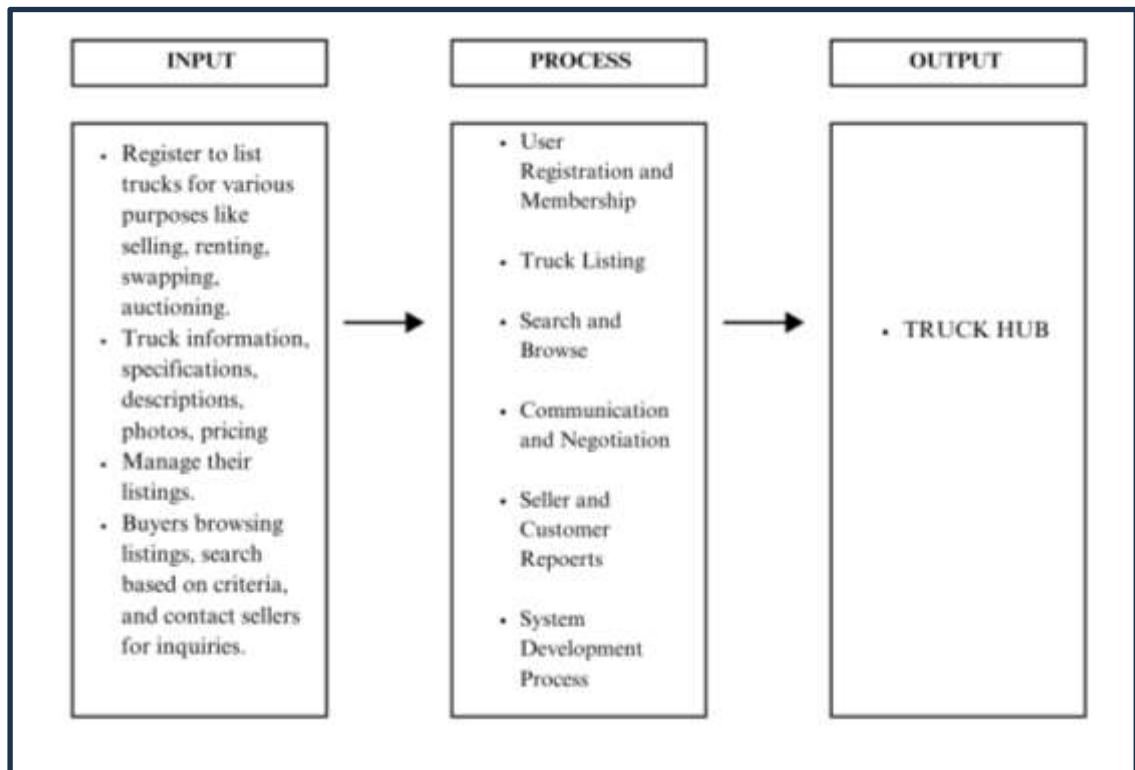 INPUT
PROCESS
OUTPUT
• Register to list
trucks for various
purposes like
selling, renting,
swapping,
auctioning.
• Truck information,
specifications,
descriptions,
photos, pricing
• Manage their
listings.
• Buyers browsing
listings, search
based on criteria,
and contact sellers
for inquiries.
• User
Registration and
Membership
• Truck Listing
• Search and
Browse
• Communication
and Negotiation
• Seller and
Customer
Repoerts
• System
Development
Process
• TRUCK HUB